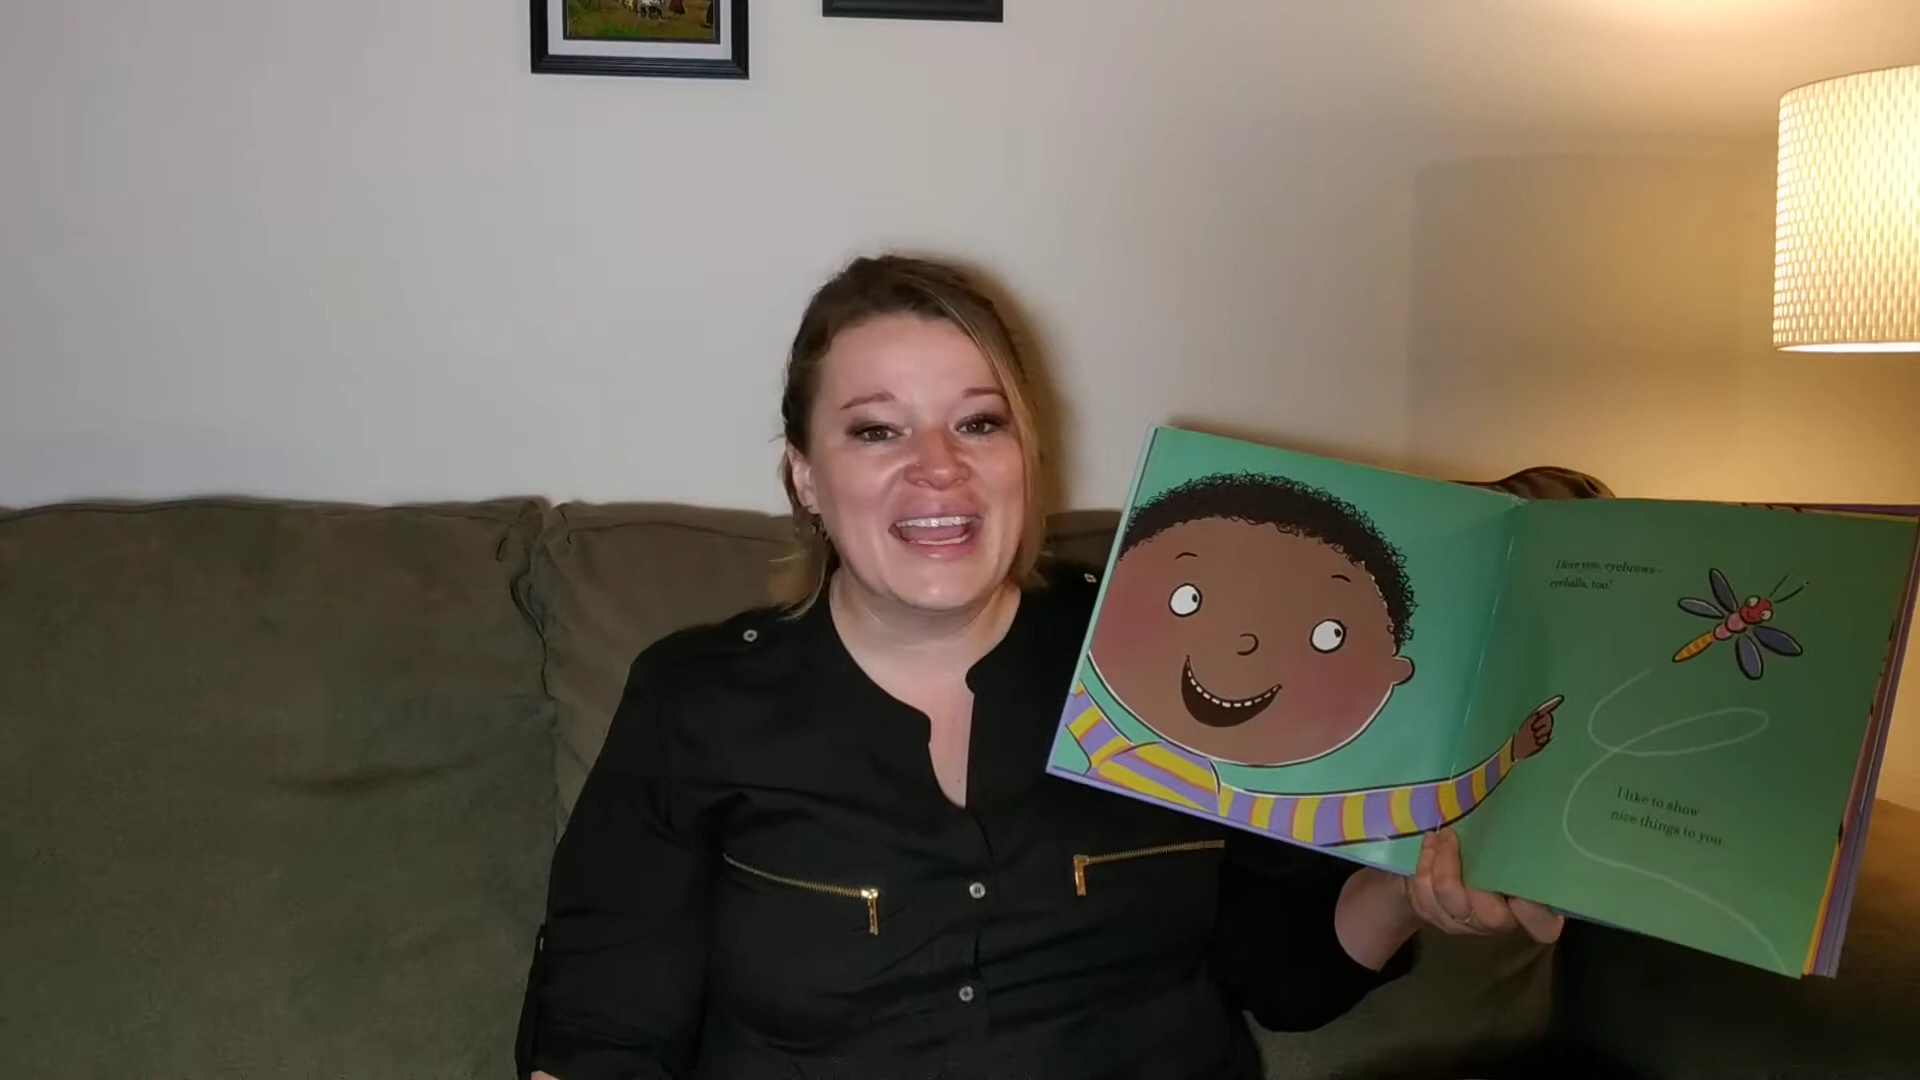 I love you, eyebrows—
eyeballs, too!
I like to show
nice things to you.